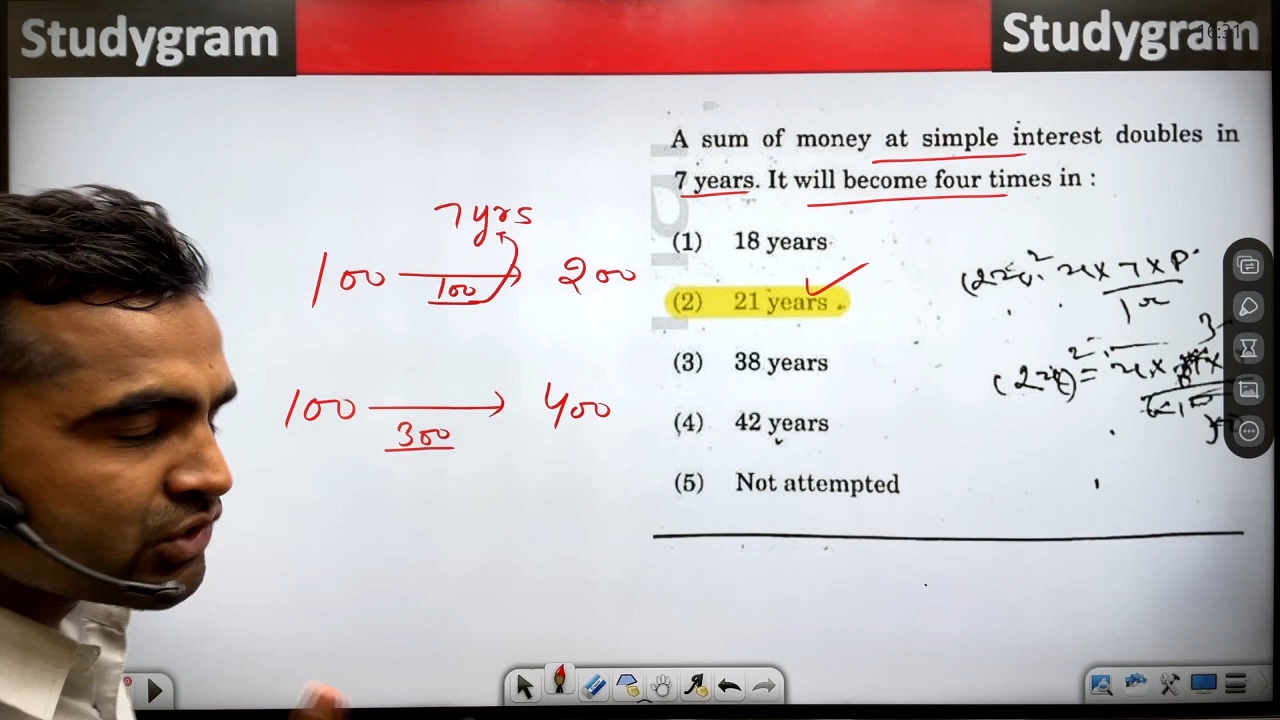 Studygram
Studygram
A sum of money at simple interest doubles in
7 years. It will become four times in :
(1) 18 years
(2) 21 years
(3) 38 years
(4) 42 years
(5) Not attempted
7 yrs
100 200
100
100 400
300